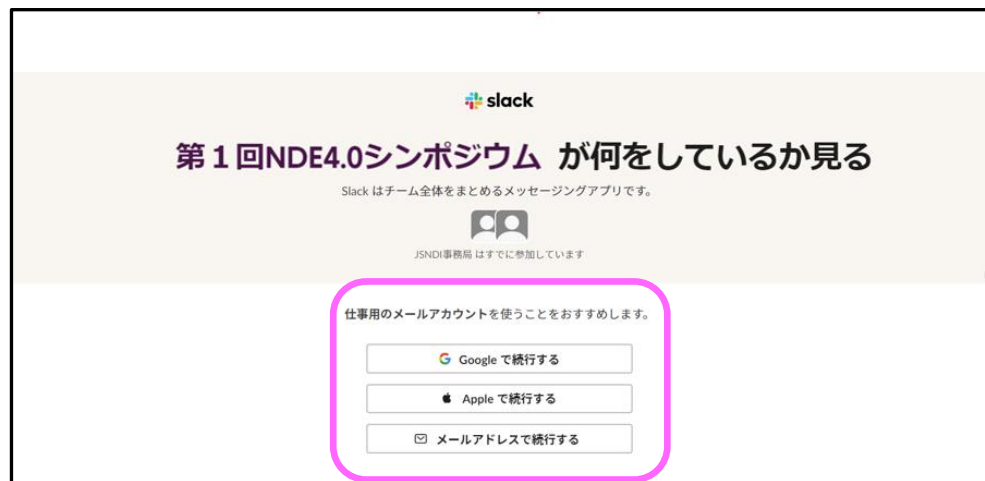 slack
第１回NDE4.0シンポジウム が何をしているか見る
Slack はチーム全体をまとめるメッセージングアプリです。
JSNDI事務局 はすでに参加しています
仕事用のメールアカウントを使うことをおすすめします。
Google で続行する
Apple で続行する
メールアドレスで続行する